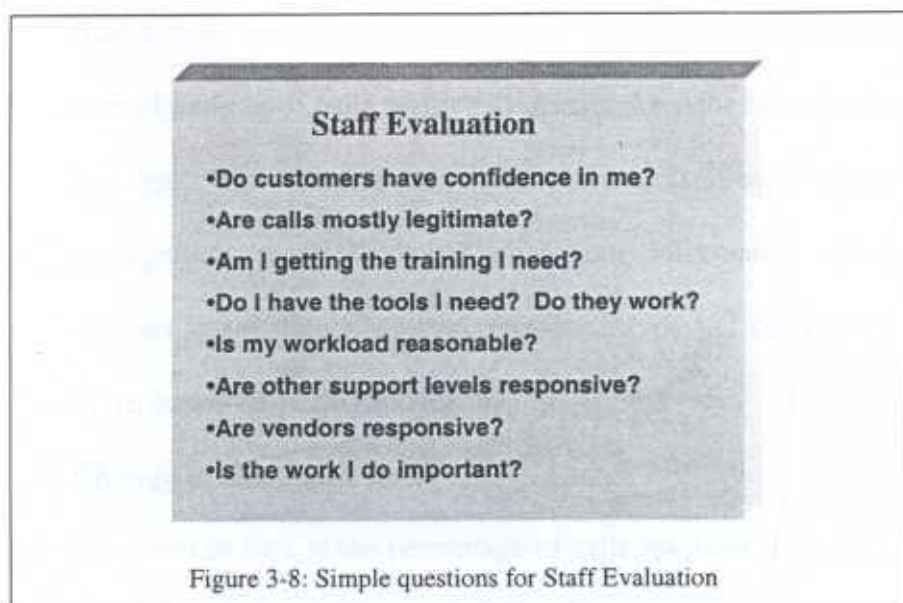 Staff Evaluation
•Do customers have confidence in me?
•Are calls mostly legitimate?
•Am I getting the training I need?
•Do I have the tools I need? Do they work?
•Is my workload reasonable?
•Are other support levels responsive?
•Are vendors responsive?
•Is the work I do important?
Figure 3-8: Simple questions for Staff Evaluation